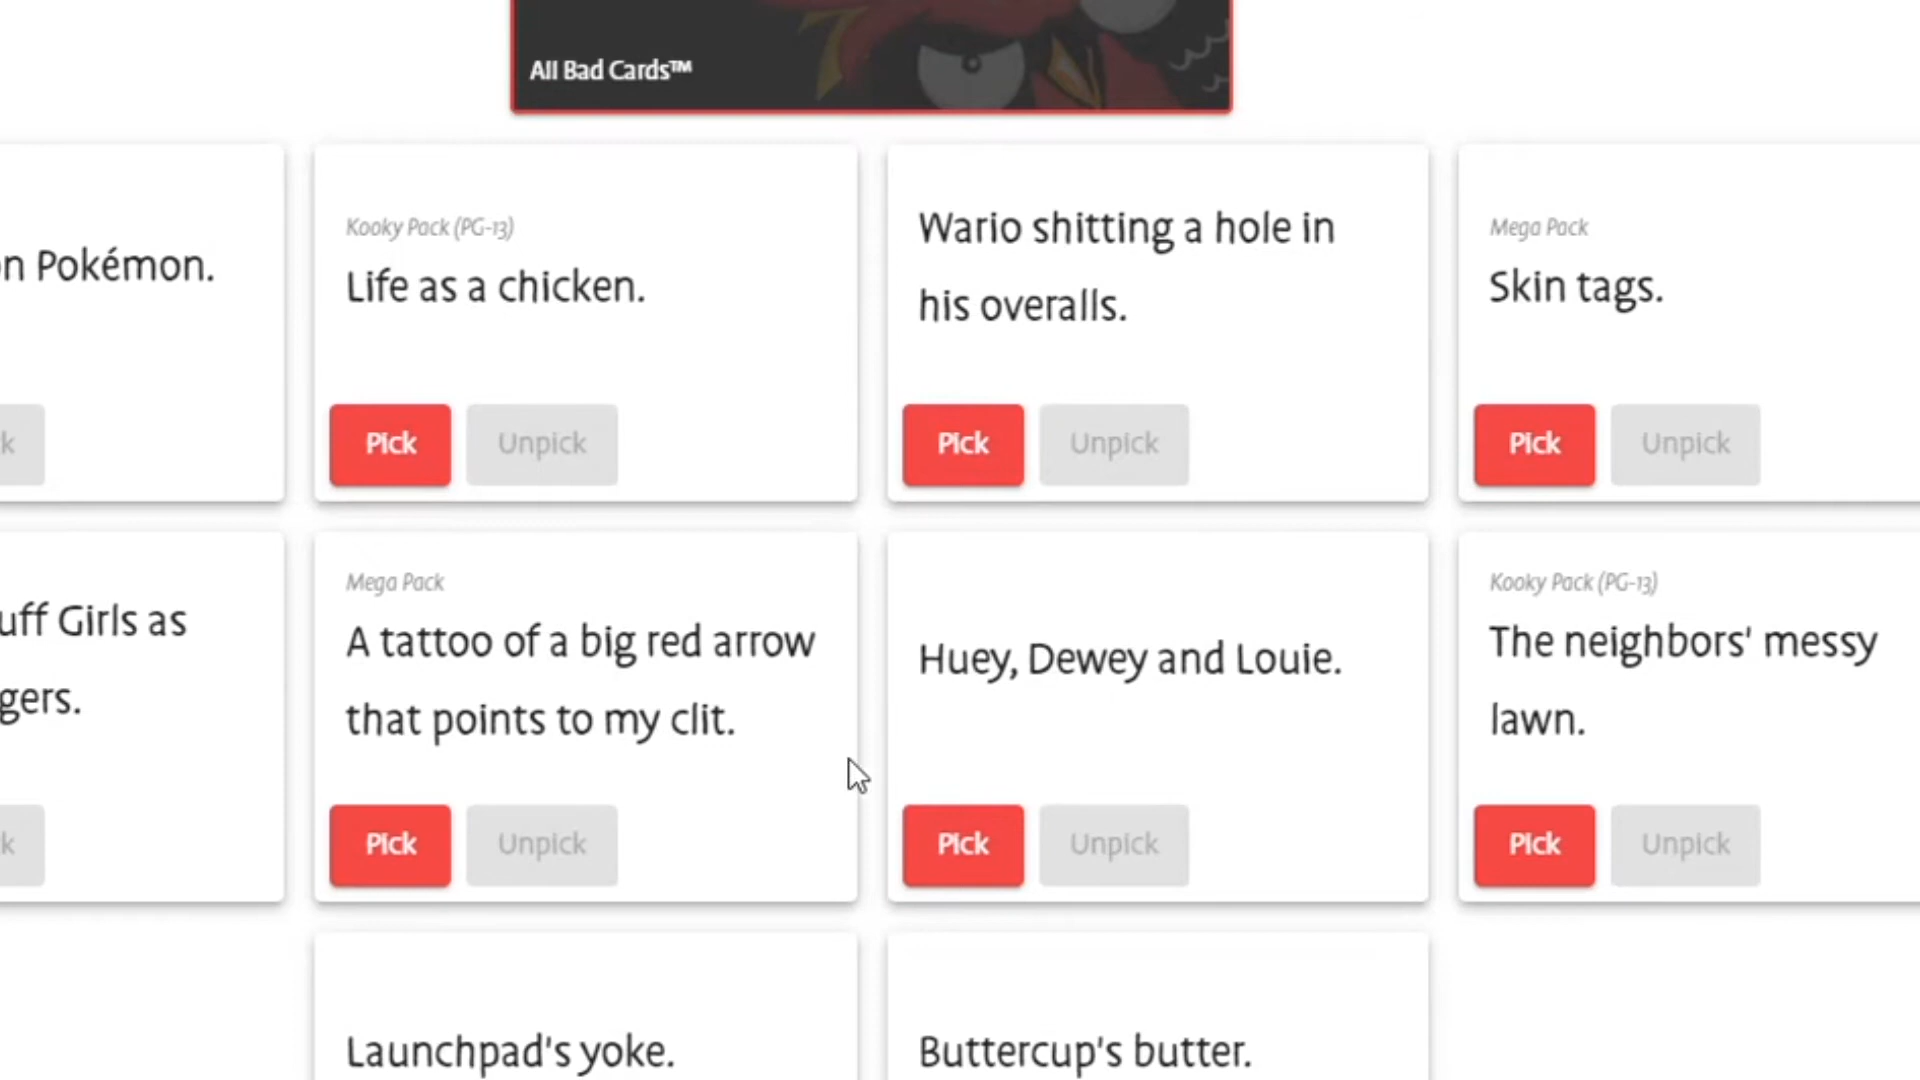 All Bad Cards™
on Pokémon.
Kooky Pack (PG-13)
Life as a chicken.
Wario shitting a hole in
his overalls.
Mega Pack
Skin tags.
k
Pick
Unpick
Pick
Unpick
Pick
Unpick
uff Girls as
gers.
Mega Pack
A tattoo of a big red arrow
that points to my clit.
Huey, Dewey and Louie.
Kooky Pack (PG-13)
The neighbors' messy
lawn.
k
Pick
Unpick
Pick
Unpick
Pick
Unpick
Launchpad's yoke.
Buttercup's butter.